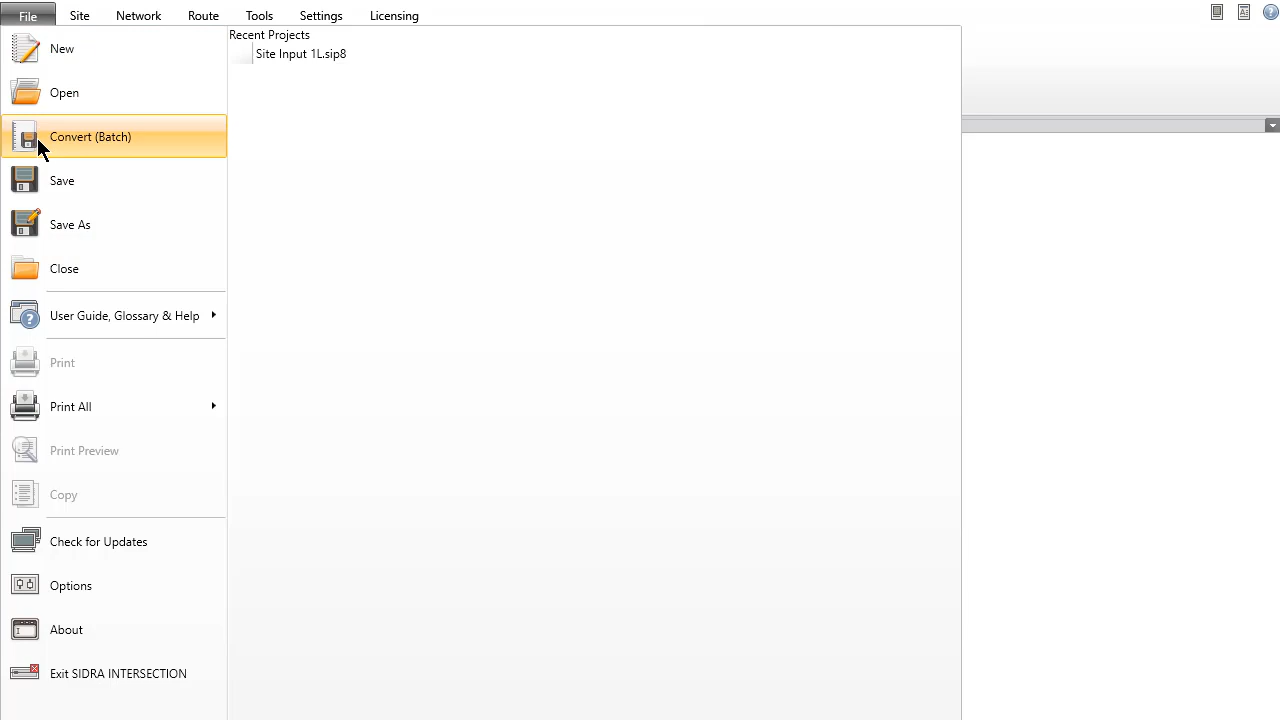 File Site Network Route Tools Settings Licensing
Recent Projects
Site Input 1L.sip8
New
Open
Convert (Batch)
Save
Save As
Close
User Guide, Glossary & Help
Print
Print All
Print Preview
Copy
Check for Updates
Options
About
Exit SIDRA INTERSECTION